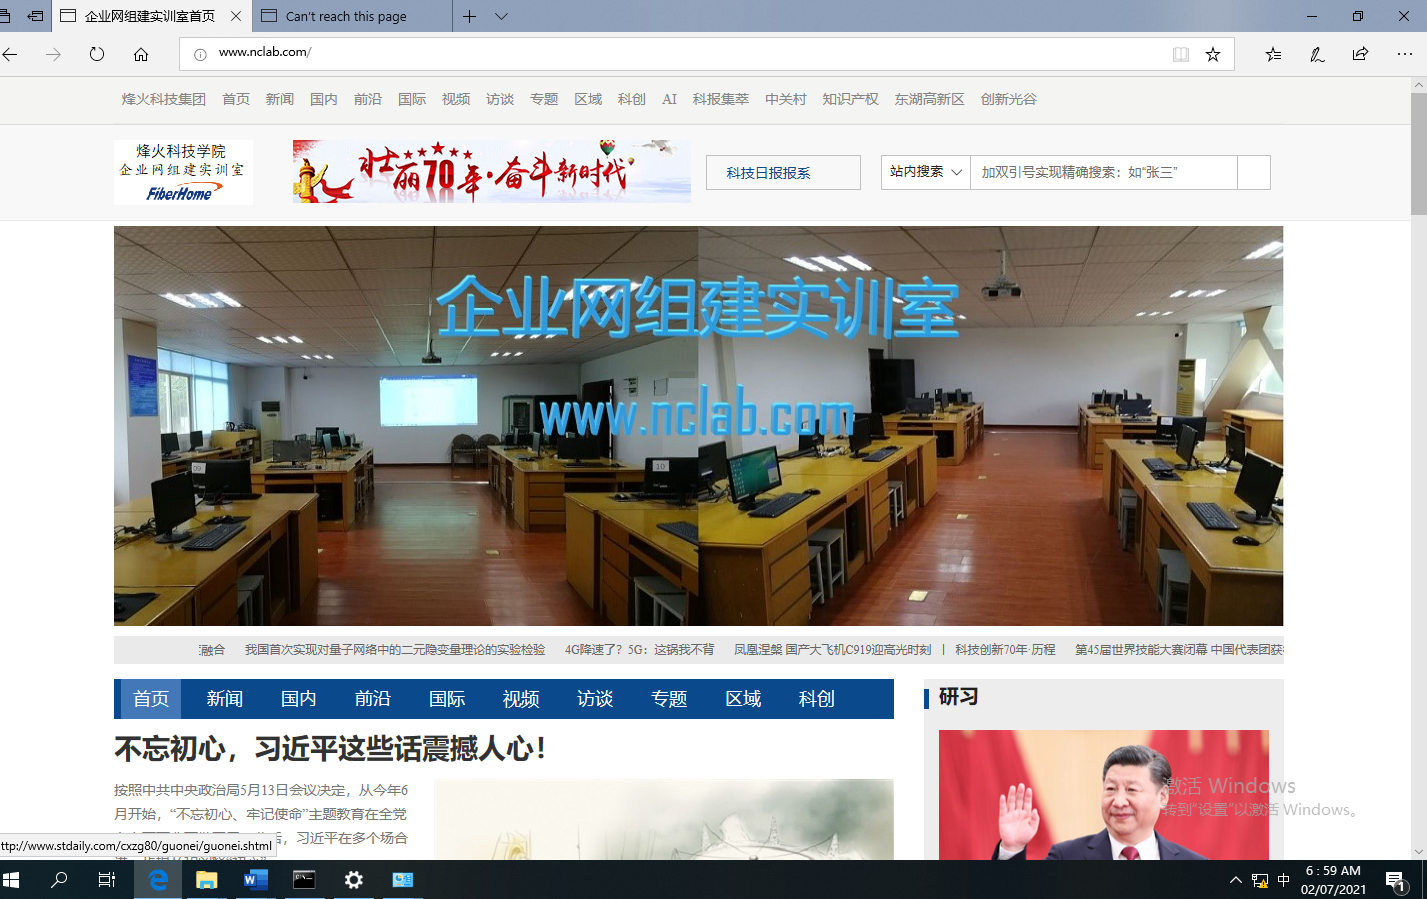 企业网组建实训室首页
Can't reach this page
www.nclab.com/
烽火科技集团 首页 新闻 国内 前沿 国际 视频 访谈 专题 区域 科创 AI 科报集萃 中关村 知识产权 东湖高新区 创新光谷
烽火科技学院
企业网组建实训室
FiberHome
壮丽70年·奋斗新时代
科技日报报系
站内搜索
加双引号实现精确搜索：如“张三”
企业网组建实训室
www.nclab.com
09
10
融合 我国首次实现对量子网络中的二元隐变量理论的实验检验 4G降速了？5G：这锅我不背 凤凰涅槃 国产大飞机C919迎高光时刻 | 科技创新70年·历程 第45届世界技能大赛闭幕 中国代表团获
首页 新闻 国内 前沿 国际 视频 访谈 专题 区域 科创
研习
不忘初心，习近平这些话震撼人心！
按照中共中央政治局5月13日会议决定，从今年6
月开始，“不忘初心、牢记使命”主题教育在全党
，习近平在多个场合
激活 Windows
转到“设置”以激活 Windows。
ttp://www.stdaily.com/cxzg80/guonei/guonei.shtml
中
6:59 AM
02/07/2021
1